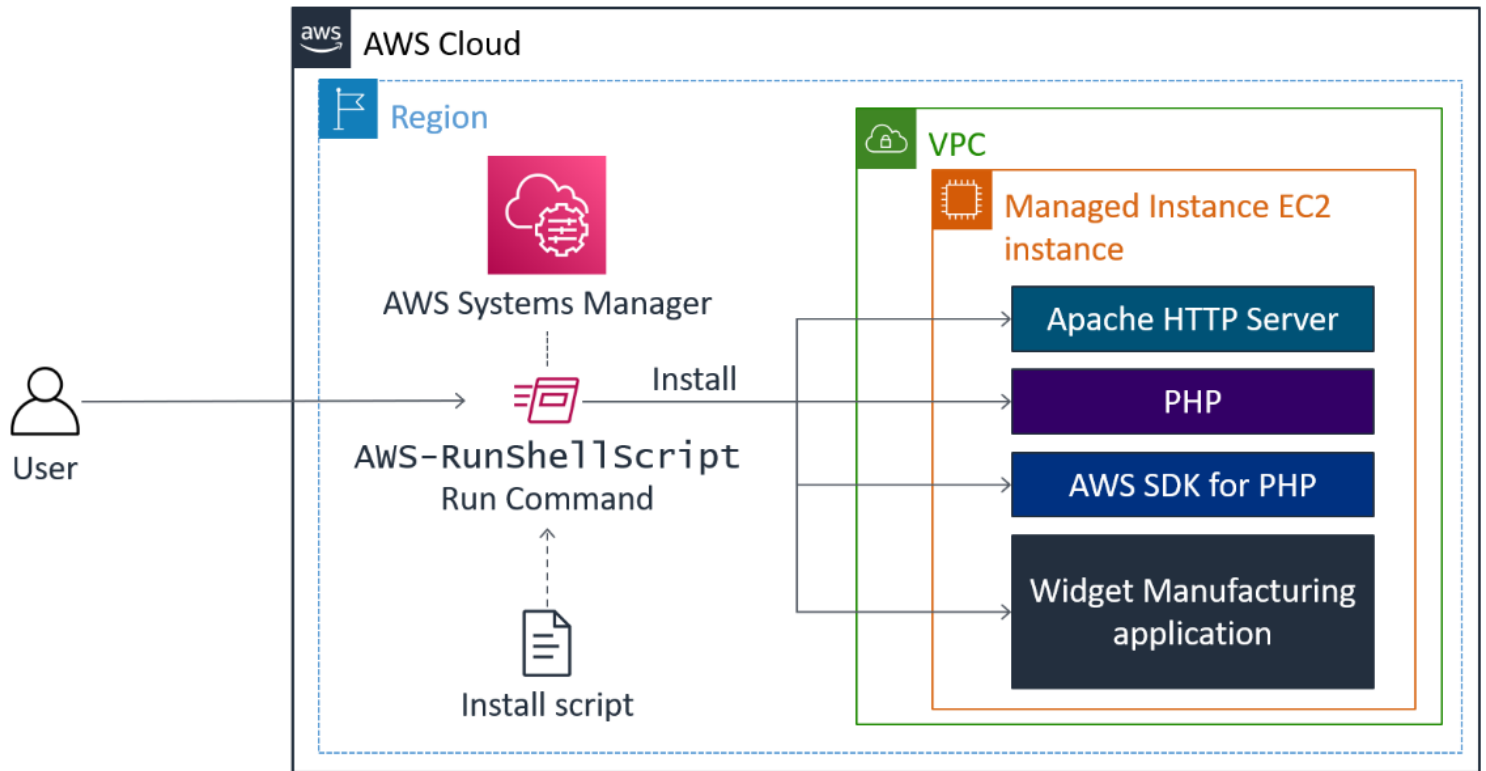 aws
AWS Cloud
Region
VPC
Managed Instance EC2
instance
AWS Systems Manager
Apache HTTP Server
Install
PHP
AWS-RunShellScript
Run Command
User
AWS SDK for PHP
Widget Manufacturing
application
Install script